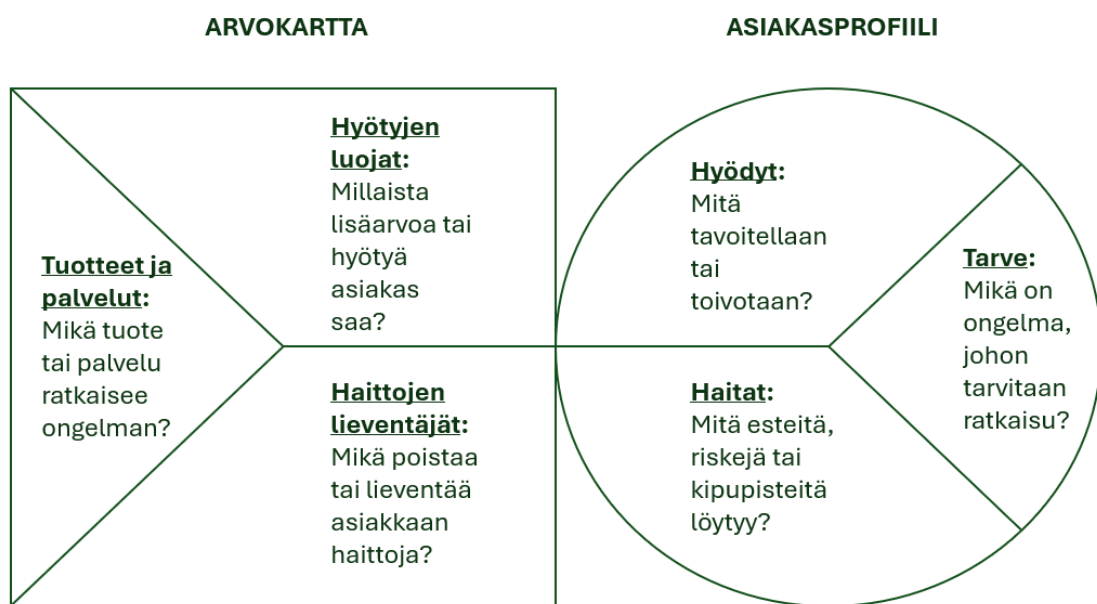 ARVOKARTTA
ASIAKASPROFIILI
Tuotteet ja
palvelut:
Mikä tuote
tai palvelu
ratkaisee
ongelman?
Hyötyjen
luojat:
Millaista
lisäarvoa tai
hyötyä
asiakas
saa?
Haittojen
lieventäjät:
Mikä poistaa
tai lieventää
asiakkaan
haittoja?
Hyödyt:
Mitä
tavoitellaan
tai
toivotaan?
Haitat:
Mitä esteitä,
riskejä tai
kipupisteitä
löytyy?
Tarve:
Mikä on
ongelma,
johon
tarvitaan
ratkaisu?